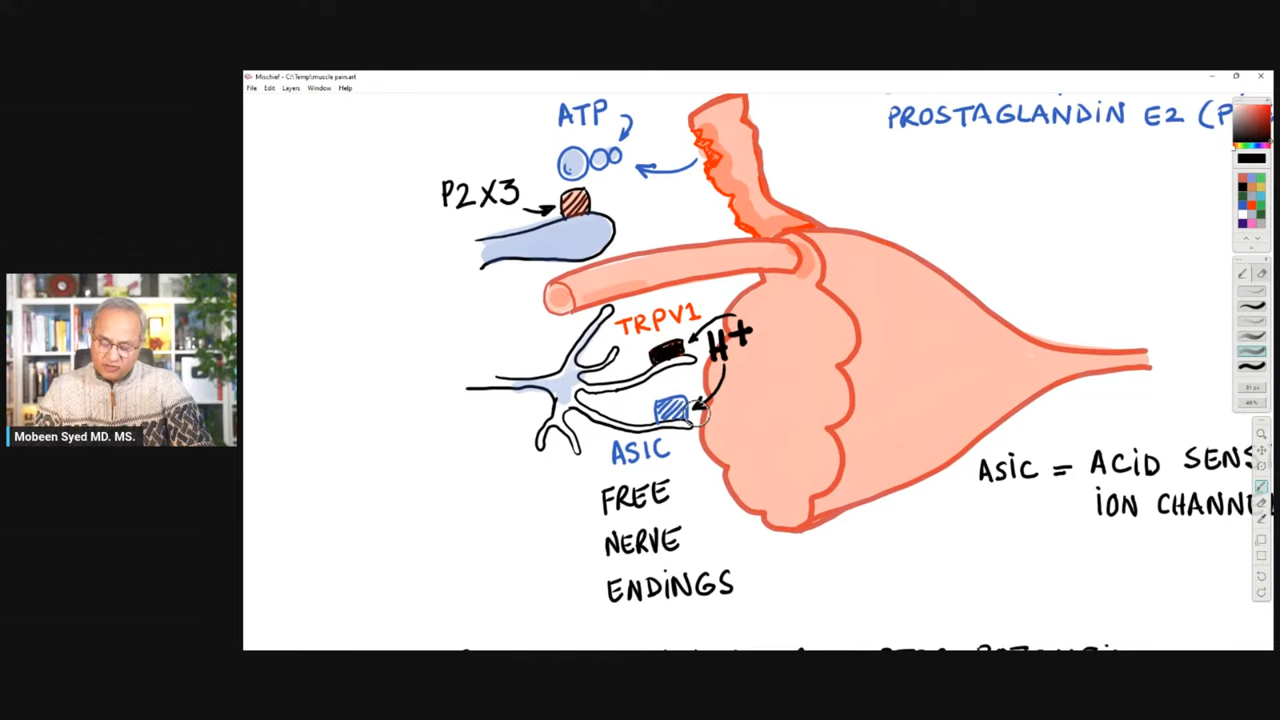 Mischief - C:\Temp\muscle pain.art
File Edit Layers Window Help
ATP
PROSTAGLANDIN E2 (P
P2X3
TRPV1
H+
ASIC
FREE
NERVE
ENDINGS
ASIC = ACID SENS
ION CHANN
Mobeen Syed MD. MS.